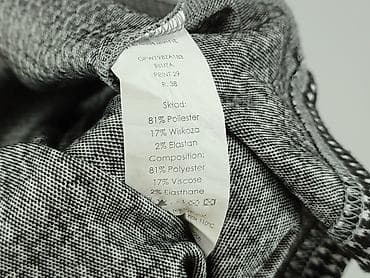 BLUZA
PRINT 29
R. 38
Skład:
81% Poliester
17% Wiskoza
2% Elastan
Composition:
81% Polyester
17% Viscose
2% Elasthane